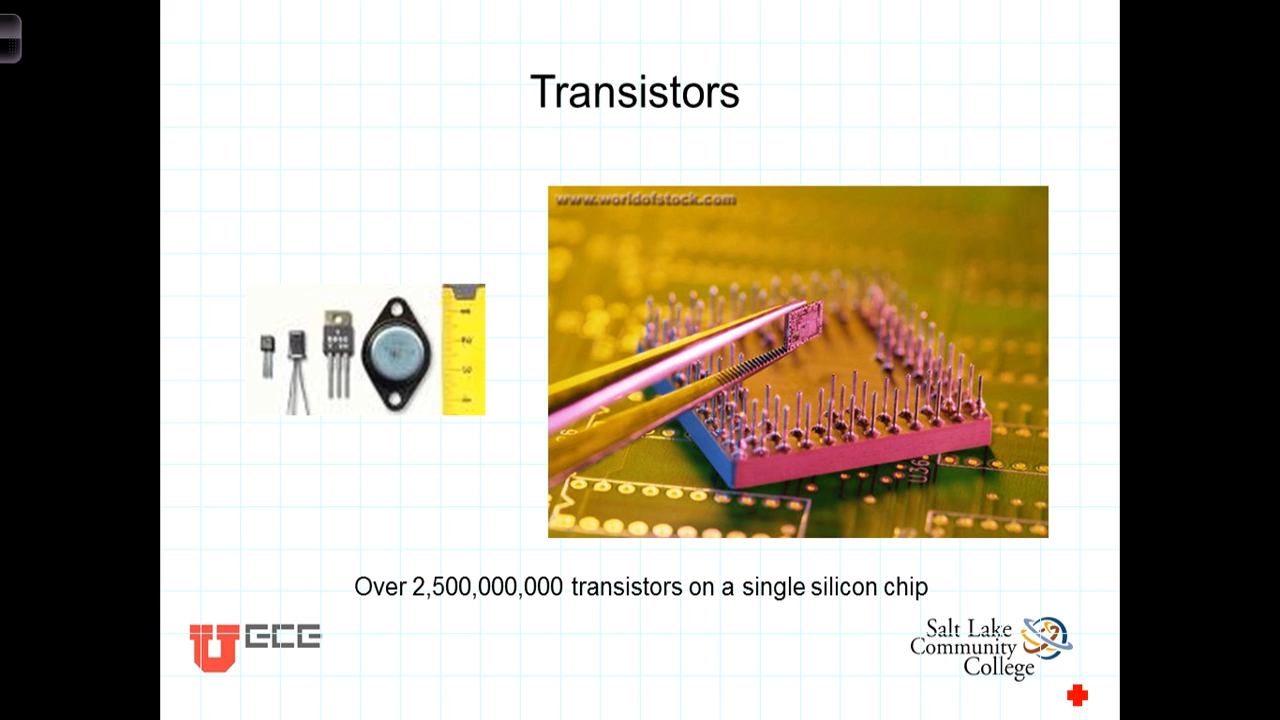 Transistors
www.worldofstock.com
Over 2,500,000,000 transistors on a single silicon chip
U ECE
Salt Lake
Community
College